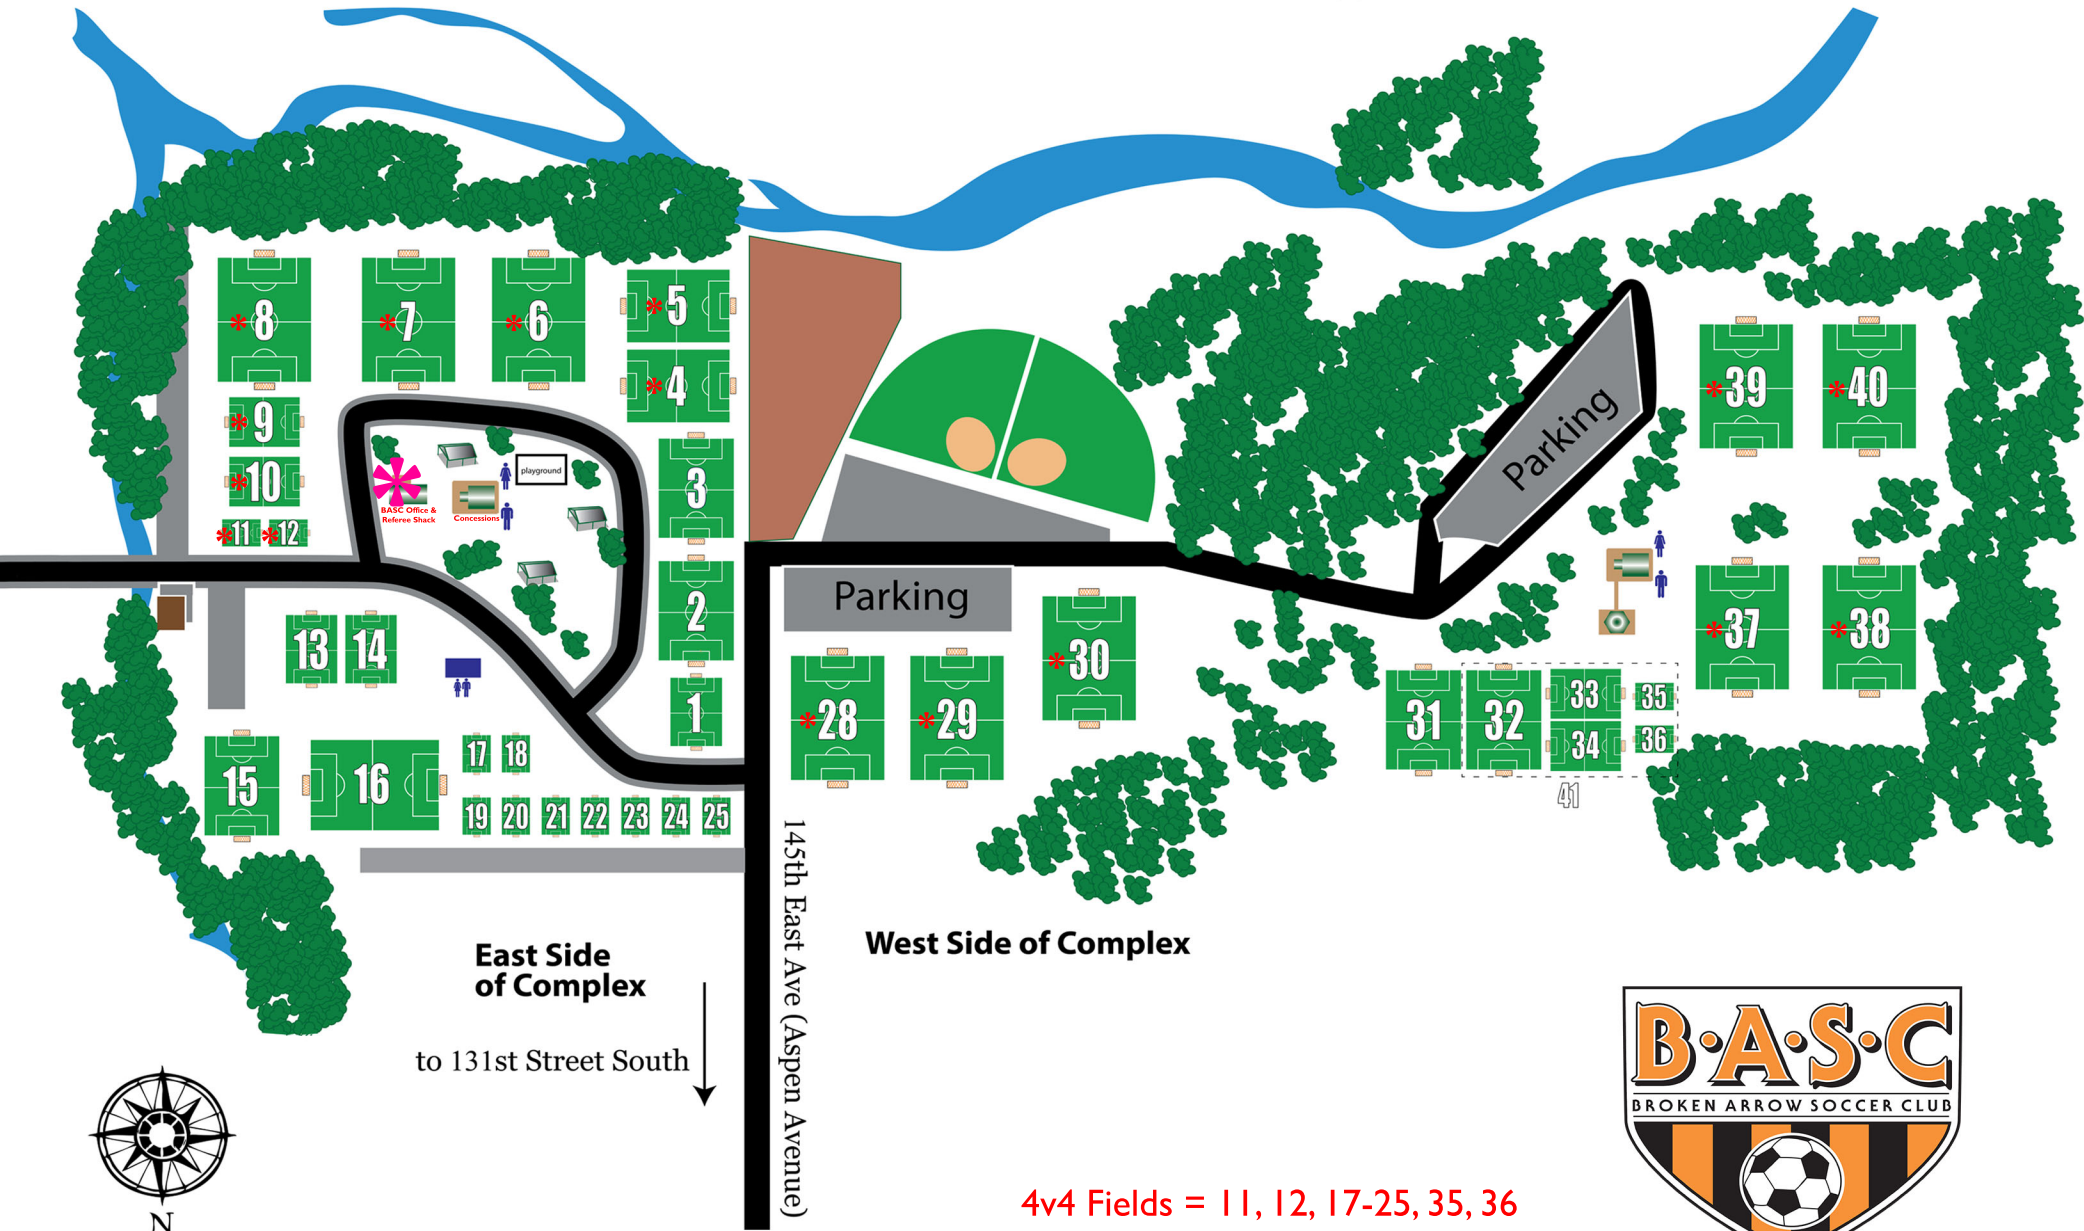 8
7
6
* 5
* 4
3
2
1
9
10
11
12
BASC Office &
Referee Shack
Concessions
playground
13
14
15
16
17
18
19
20
21
22
23
24
25
Parking
28
29
30
Parking
39
40
37
38
31
32
33
34
35
36
41
145th East Ave (Aspen Avenue)
East Side
of Complex
to 131st Street South
West Side of Complex
N
4v4 Fields = 11, 12, 17-25, 35, 36
B·A·S·C
BROKEN ARROW SOCCER CLUB